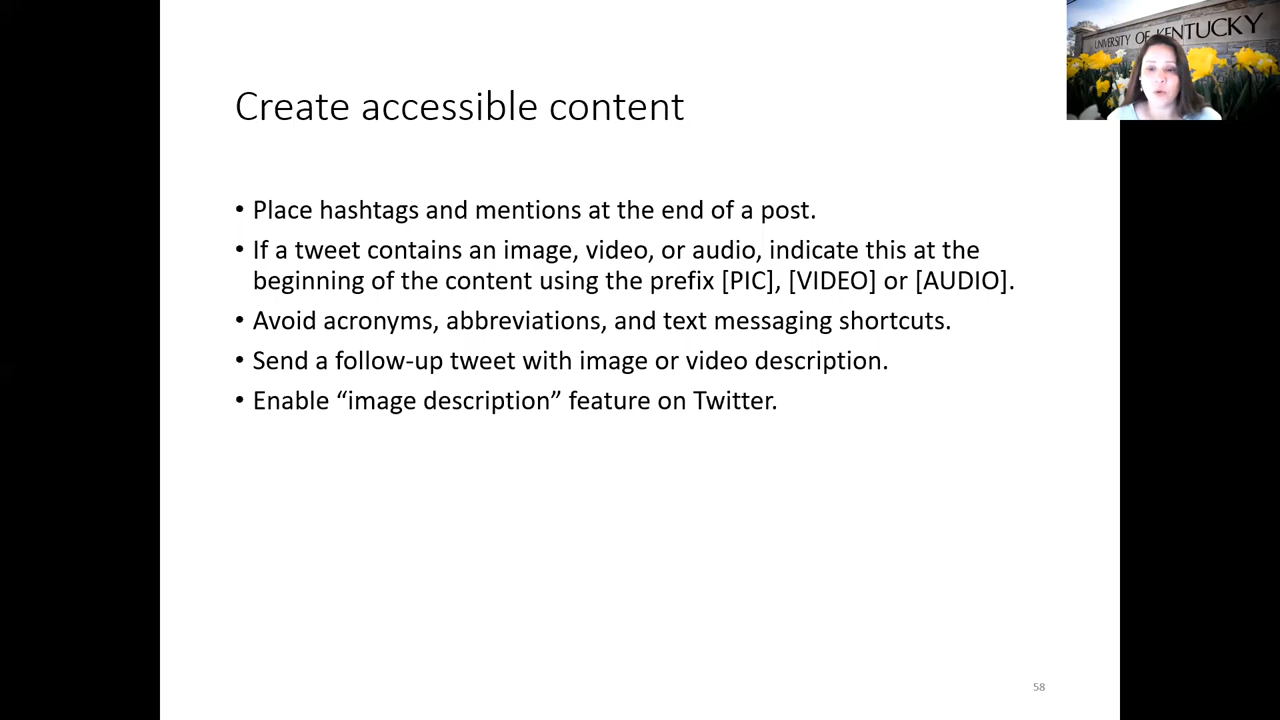 UNIVERSITY OF KENTUCKY
Create accessible content
• Place hashtags and mentions at the end of a post.
• If a tweet contains an image, video, or audio, indicate this at the
beginning of the content using the prefix [PIC], [VIDEO] or [AUDIO].
• Avoid acronyms, abbreviations, and text messaging shortcuts.
• Send a follow-up tweet with image or video description.
• Enable “image description” feature on Twitter.
58